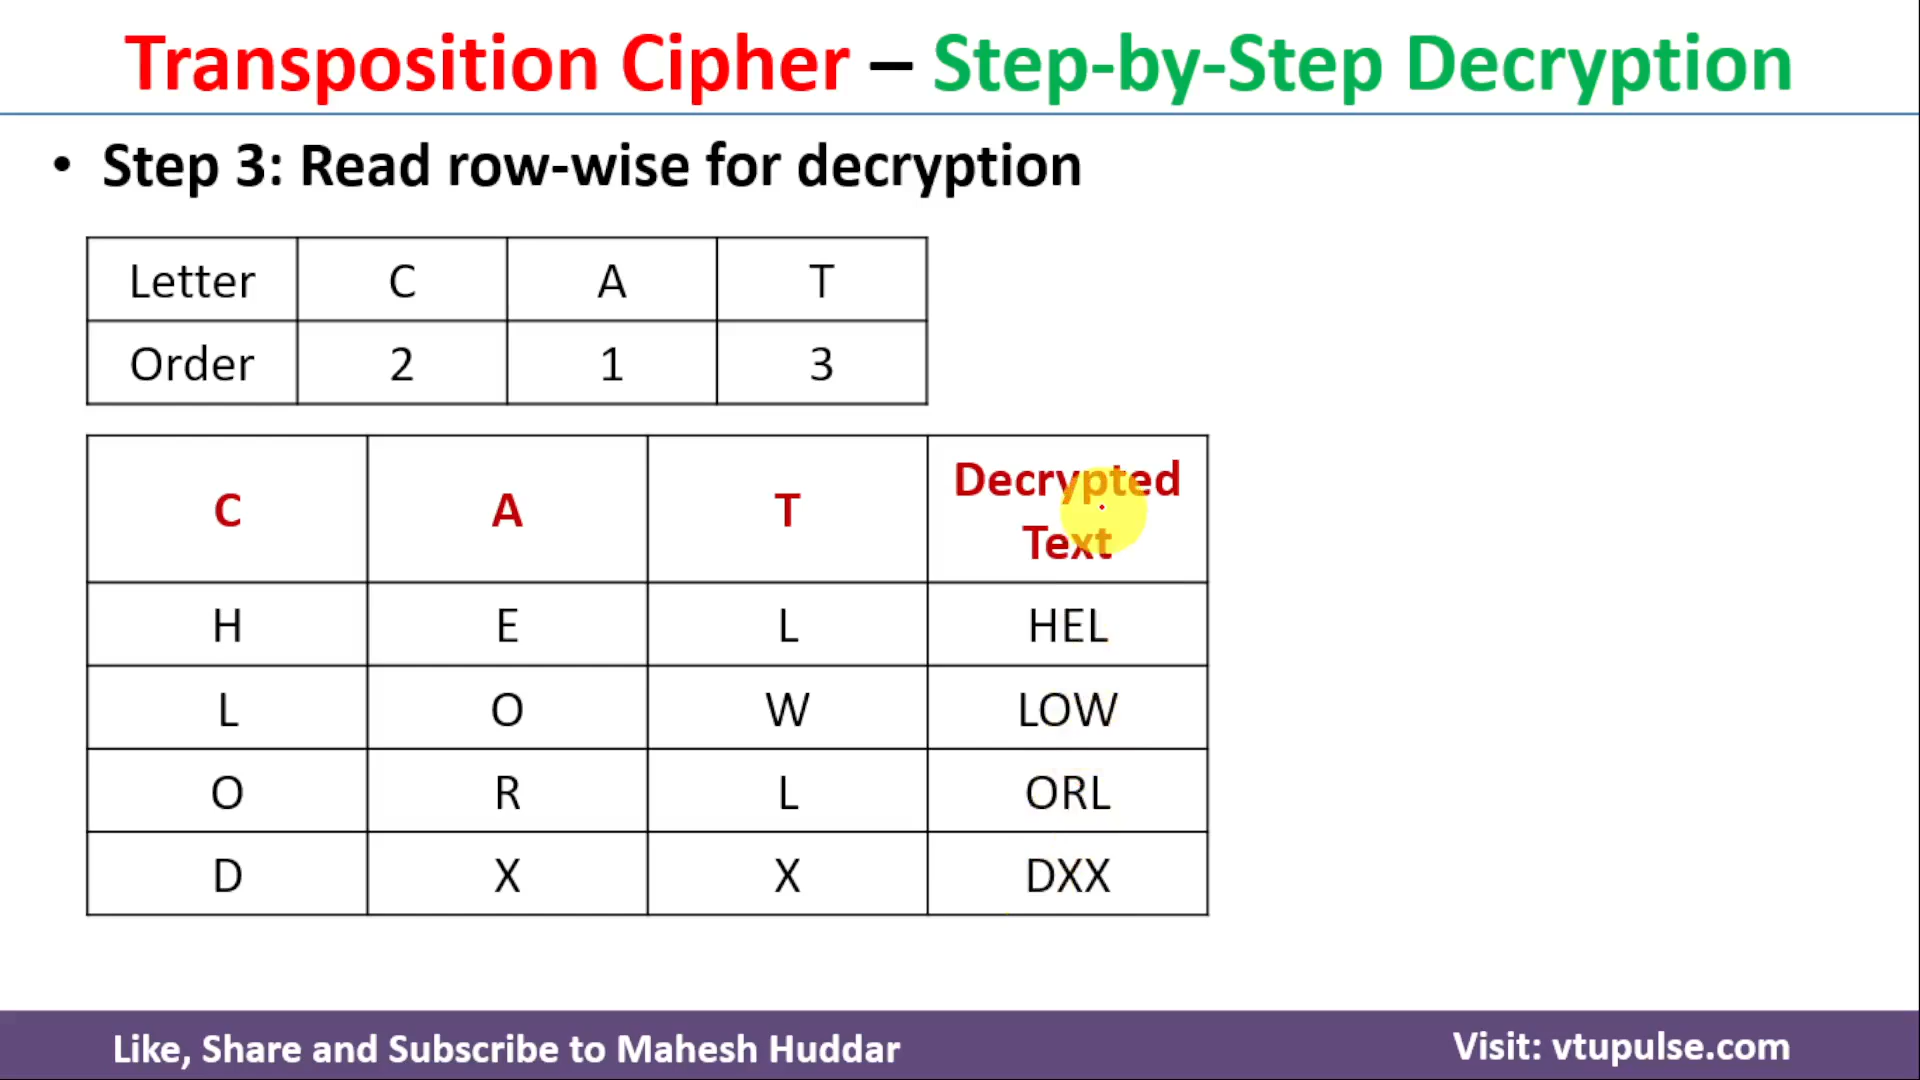 Transposition Cipher – Step-by-Step Decryption
• Step 3: Read row-wise for decryption
Letter C A T
Order 2 1 3
C A T Decrypted Text
H E L HEL
L O W LOW
O R L ORL
D X X DXX
Like, Share and Subscribe to Mahesh Huddar Visit: vtupulse.com